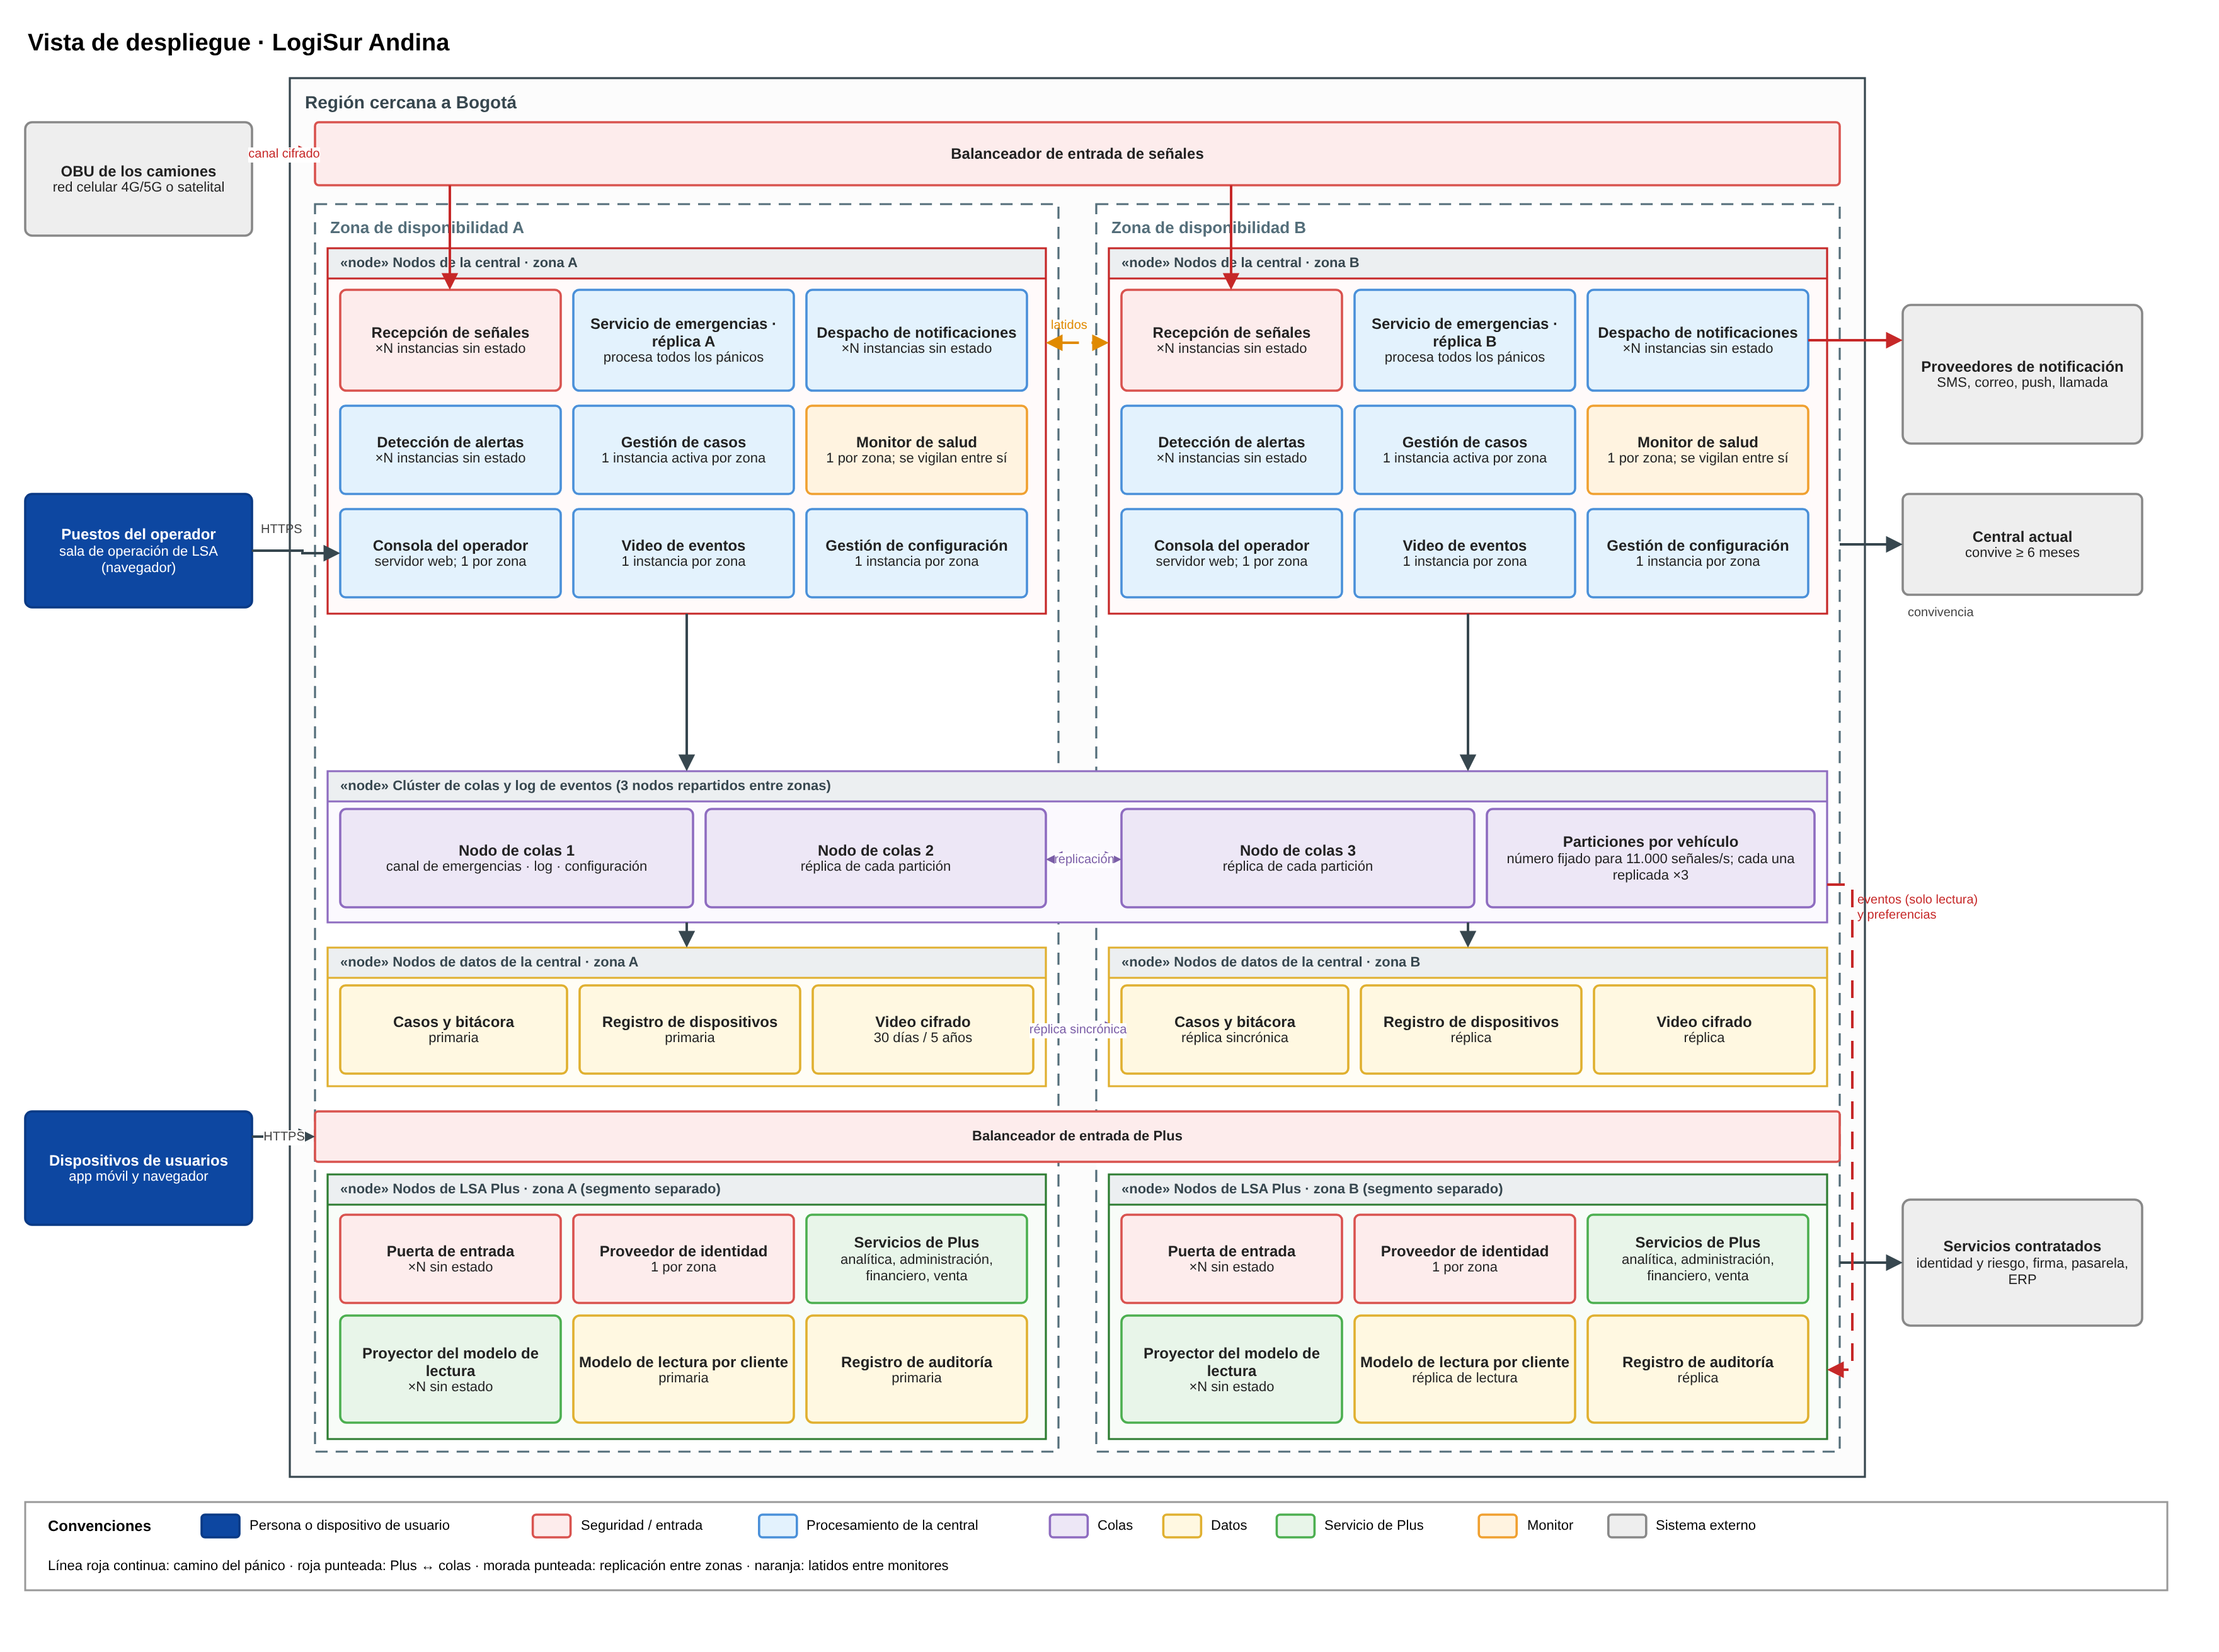 Vista de despliegue · LogiSur Andina
Región cercana a Bogotá
OBU de los camiones
red celular 4G/5G o satelital
canal cifrado
Balanceador de entrada de señales
Zona de disponibilidad A
Zona de disponibilidad B
«node» Nodos de la central · zona A
Recepción de señales
×N instancias sin estado
Servicio de emergencias ·
réplica A
procesa todos los pánicos
Despacho de notificaciones
×N instancias sin estado
Detección de alertas
×N instancias sin estado
Gestión de casos
1 instancia activa por zona
Monitor de salud
1 por zona; se vigilan entre sí
Consola del operador
servidor web; 1 por zona
Video de eventos
1 instancia por zona
Gestión de configuración
1 instancia por zona
latidos
«node» Nodos de la central · zona B
Recepción de señales
×N instancias sin estado
Servicio de emergencias ·
réplica B
procesa todos los pánicos
Despacho de notificaciones
×N instancias sin estado
Detección de alertas
×N instancias sin estado
Gestión de casos
1 instancia activa por zona
Monitor de salud
1 por zona; se vigilan entre sí
Consola del operador
servidor web; 1 por zona
Video de eventos
1 instancia por zona
Gestión de configuración
1 instancia por zona
Proveedores de notificación
SMS, correo, push, llamada
Puestos del operador
sala de operación de LSA
(navegador)
HTTPS
Central actual
convive ≥ 6 meses
convivencia
«node» Clúster de colas y log de eventos (3 nodos repartidos entre zonas)
Nodo de colas 1
canal de emergencias · log · configuración
Nodo de colas 2
réplica de cada partición
replicación
Nodo de colas 3
réplica de cada partición
Particiones por vehículo
número fijado para 11.000 señales/s; cada una
replicada ×3
eventos (solo lectura)
y preferencias
«node» Nodos de datos de la central · zona A
Casos y bitácora
primaria
Registro de dispositivos
primaria
Video cifrado
30 días / 5 años
réplica sincrónica
«node» Nodos de datos de la central · zona B
Casos y bitácora
réplica sincrónica
Registro de dispositivos
réplica
Video cifrado
réplica
Dispositivos de usuarios
app móvil y navegador
HTTPS
Balanceador de entrada de Plus
«node» Nodos de LSA Plus · zona A (segmento separado)
Puerta de entrada
×N sin estado
Proveedor de identidad
1 por zona
Servicios de Plus
analítica, administración,
financiero, venta
Proyector del modelo de
lectura
×N sin estado
Modelo de lectura por cliente
primaria
Registro de auditoría
primaria
«node» Nodos de LSA Plus · zona B (segmento separado)
Puerta de entrada
×N sin estado
Proveedor de identidad
1 por zona
Servicios de Plus
analítica, administración,
financiero, venta
Proyector del modelo de
lectura
×N sin estado
Modelo de lectura por cliente
réplica de lectura
Registro de auditoría
réplica
Servicios contratados
identidad y riesgo, firma, pasarela,
ERP
Convenciones
Persona o dispositivo de usuario
Seguridad / entrada
Procesamiento de la central
Colas
Datos
Servicio de Plus
Monitor
Sistema externo
Línea roja continua: camino del pánico · roja punteada: Plus ↔ colas · morada punteada: replicación entre zonas · naranja: latidos entre monitores